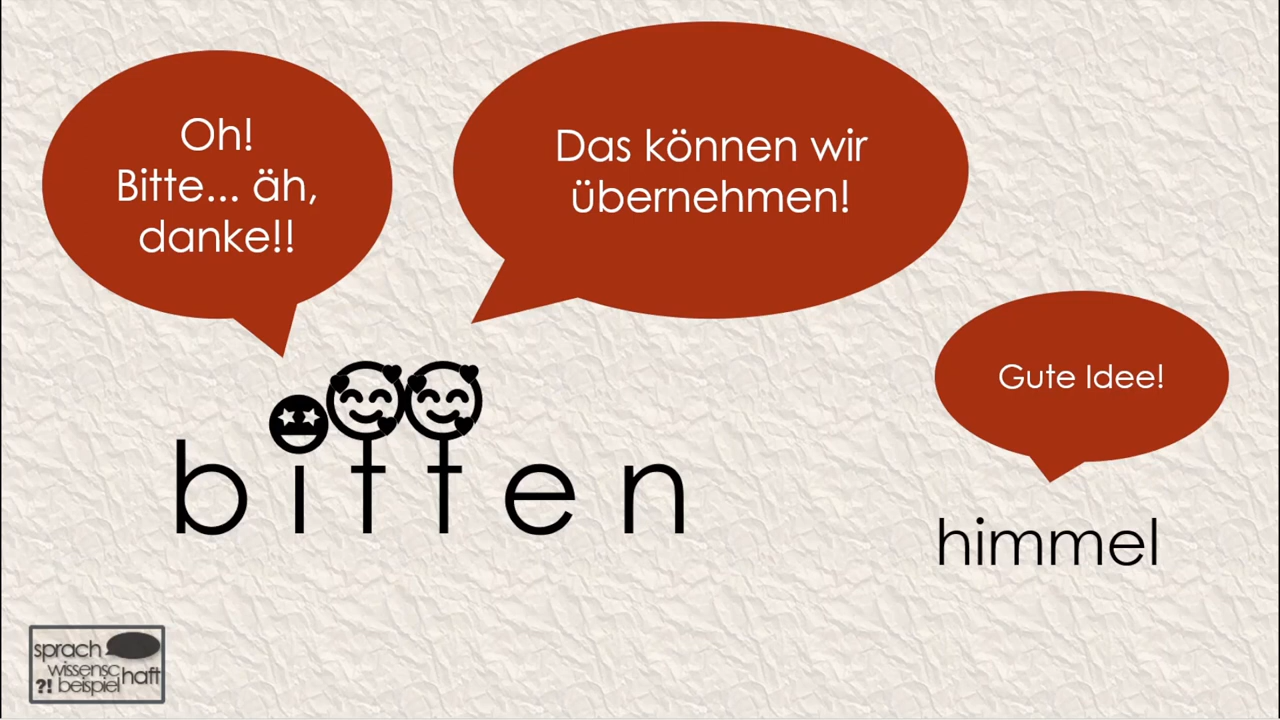 Oh!
Bitte... äh,
danke!!
Das können wir
übernehmen!
Gute Idee!
bitten
himmel
sprach
wissensc
haft
?! beispiel